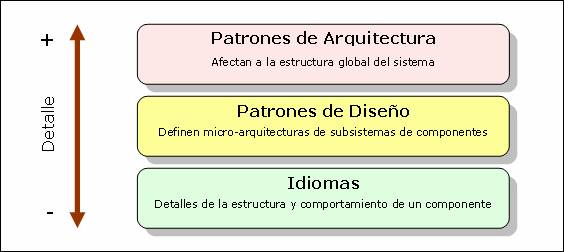 +
Patrones de Arquitectura
Afectan a la estructura global del sistema
Detalle
Patrones de Diseño
Definen micro-arquitecturas de subsistemas de componentes
Idiomas
Detalles de la estructura y comportamiento de un componente
-